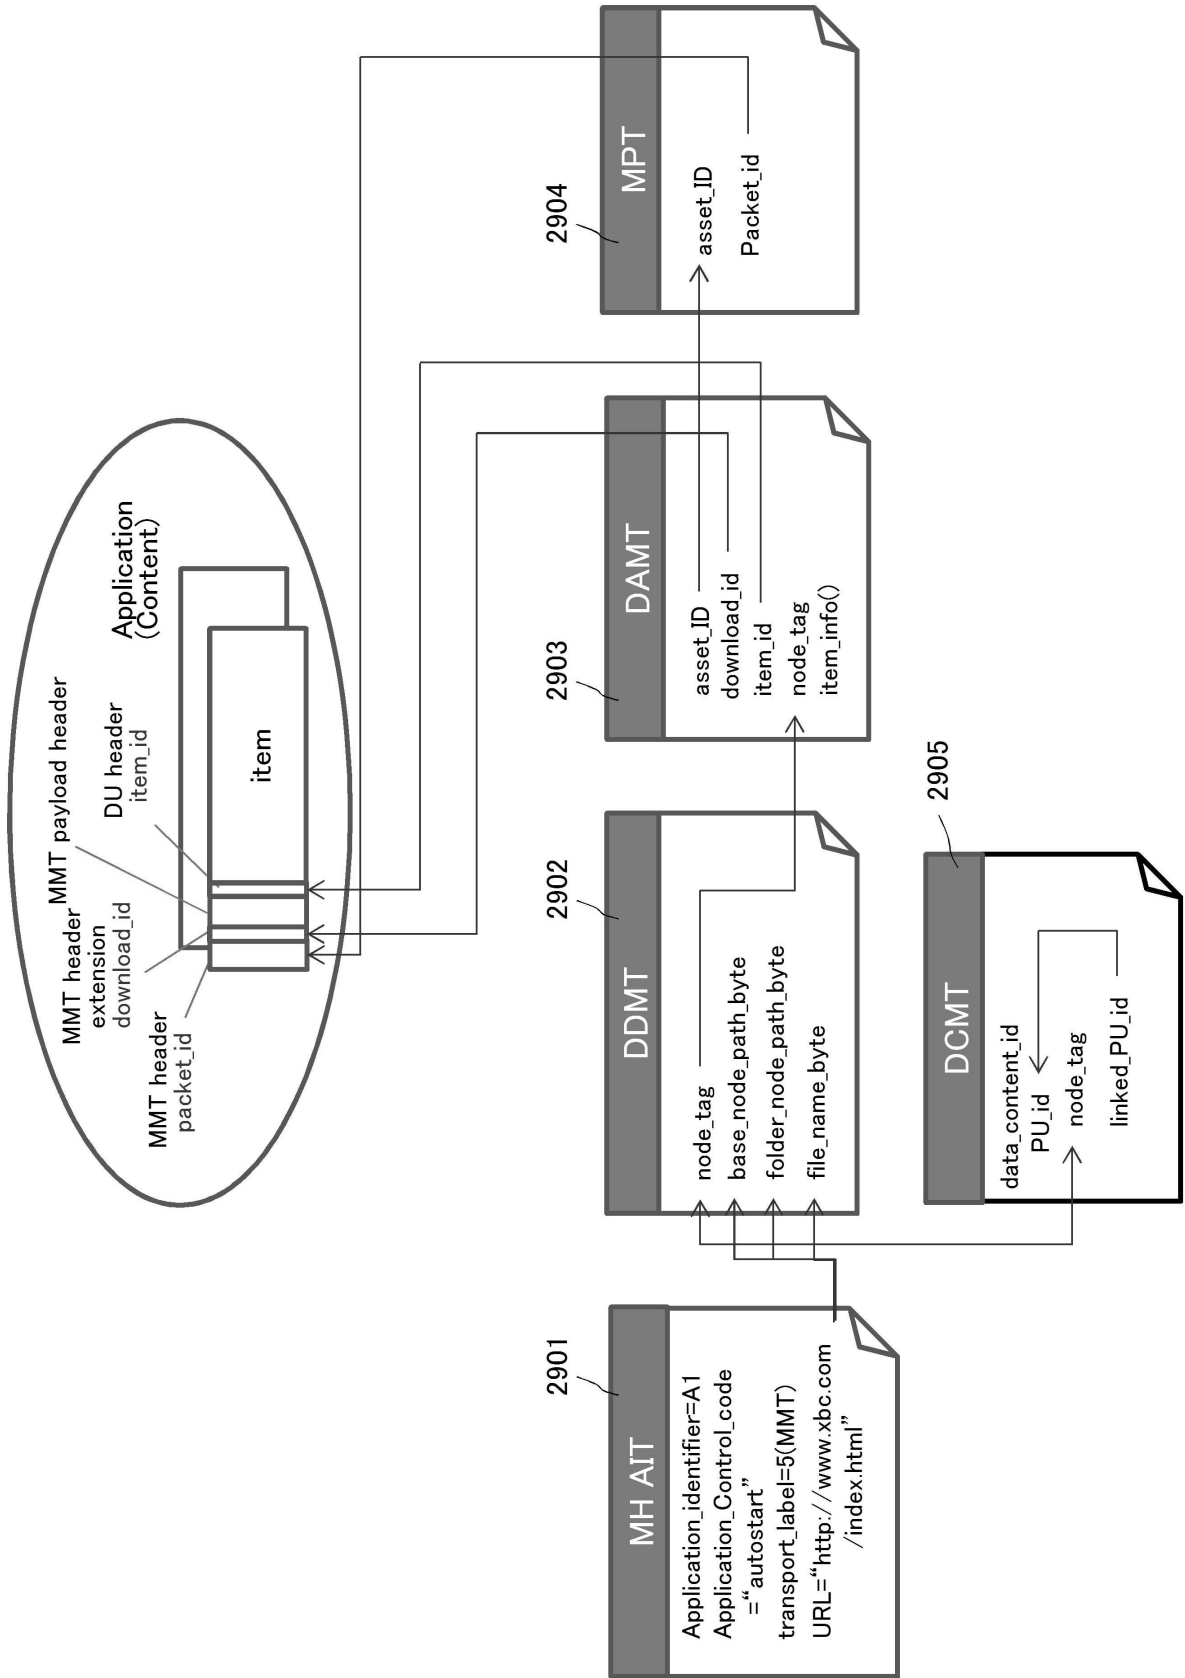 Application
(Content)
MMT header
packet_id
MMT header
extension
download_id
MMT payload header
DU header
item_id
item
2901
MH AIT
Application_identifier=A1
Application_Control_code
=“autostart”
transport_label=5(MMT)
URL=“http://www.xbc.com
/index.html”
2902
DDMT
node_tag
base_node_path_byte
folder_node_path_byte
file_name_byte
2903
DAMT
asset_ID
download_id
item_id
node_tag
item_info()
2904
MPT
asset_ID
Packet_id
2905
DCMT
data_content_id
PU_id
node_tag
linked_PU_id